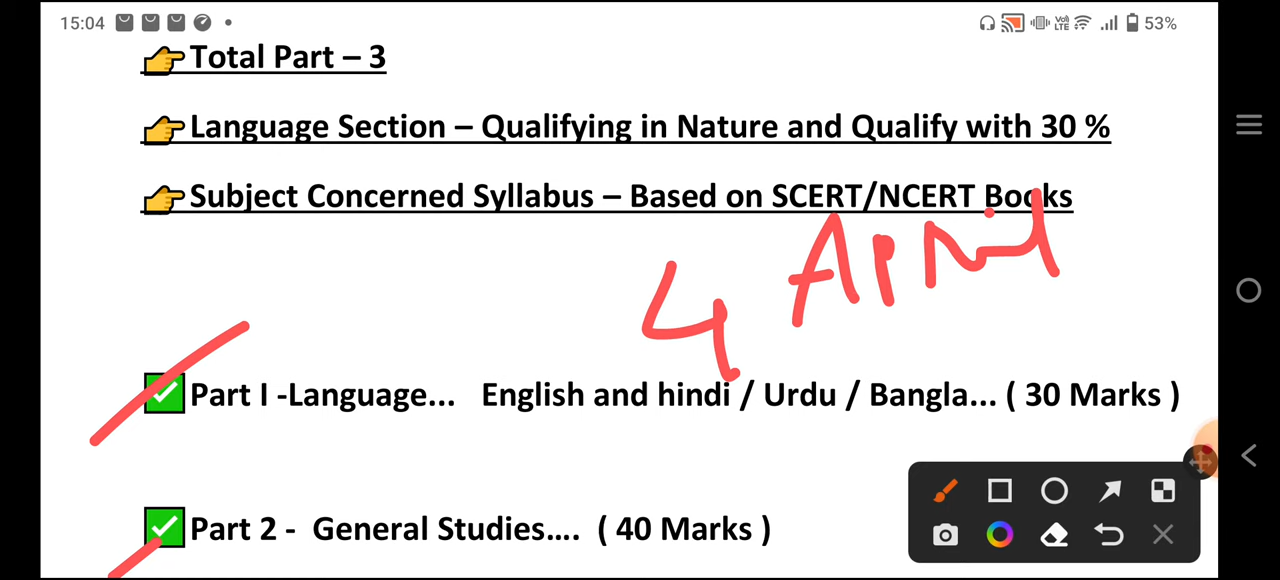 15:04 53%
👉Total Part – 3
👉Language Section – Qualifying in Nature and Qualify with 30 %
👉Subject Concerned Syllabus – Based on SCERT/NCERT Books
4 April
✅Part I -Language... English and hindi / Urdu / Bangla... ( 30 Marks )
✅Part 2 - General Studies.... ( 40 Marks )